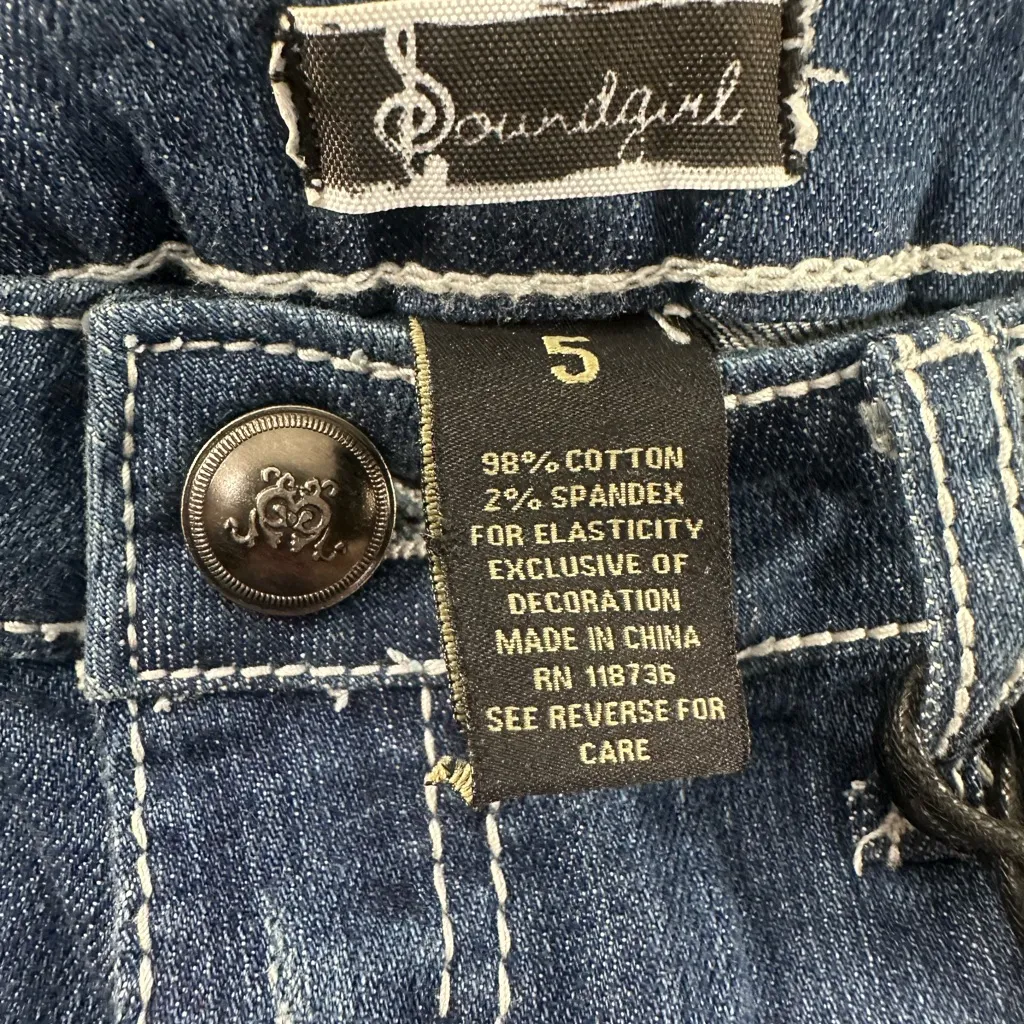 Soundgirl
5
98% COTTON
2% SPANDEX
FOR ELASTICITY
EXCLUSIVE OF
DECORATION
MADE IN CHINA
RN 118736
SEE REVERSE FOR
CARE